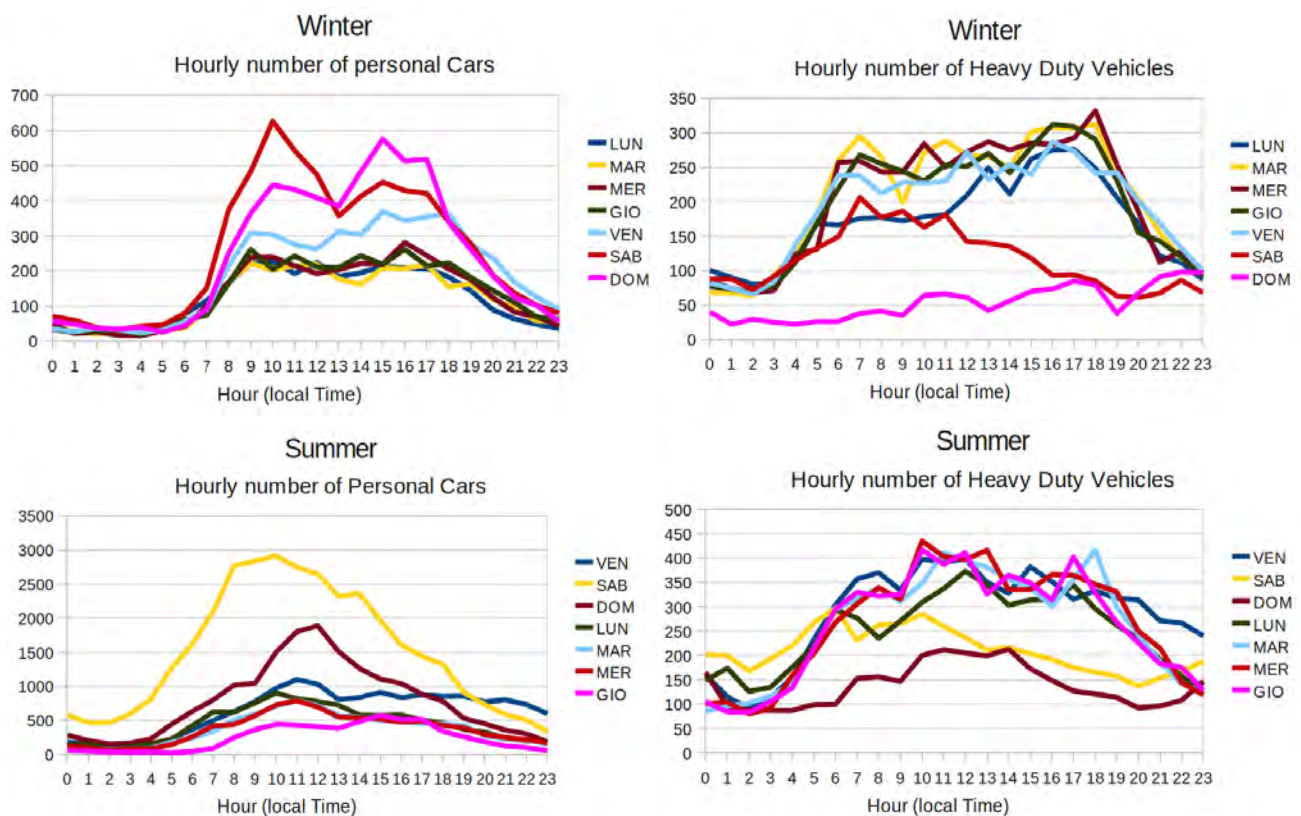 Winter
Hourly number of personal Cars
700
600
500
400
300
200
100
0
0 1 2 3 4 5 6 7 8 9 10 11 12 13 14 15 16 17 18 19 20 21 22 23
Hour (local Time)
LUN
MAR
MER
GIO
VEN
SAB
DOM
Winter
Hourly number of Heavy Duty Vehicles
350
300
250
200
150
100
50
0
0 1 2 3 4 5 6 7 8 9 10 11 12 13 14 15 16 17 18 19 20 21 22 23
Hour (local Time)
LUN
MAR
MER
GIO
VEN
SAB
DOM
Summer
Hourly number of Personal Cars
3500
3000
2500
2000
1500
1000
500
0
0 1 2 3 4 5 6 7 8 9 10 11 12 13 14 15 16 17 18 19 20 21 22 23
Hour (local Time)
VEN
SAB
DOM
LUN
MAR
MER
GIO
Summer
Hourly number of Heavy Duty Vehicles
500
450
400
350
300
250
200
150
100
50
0
0 1 2 3 4 5 6 7 8 9 10 11 12 13 14 15 16 17 18 19 20 21 22 23
Hour (local Time)
VEN
SAB
DOM
LUN
MAR
MER
GIO